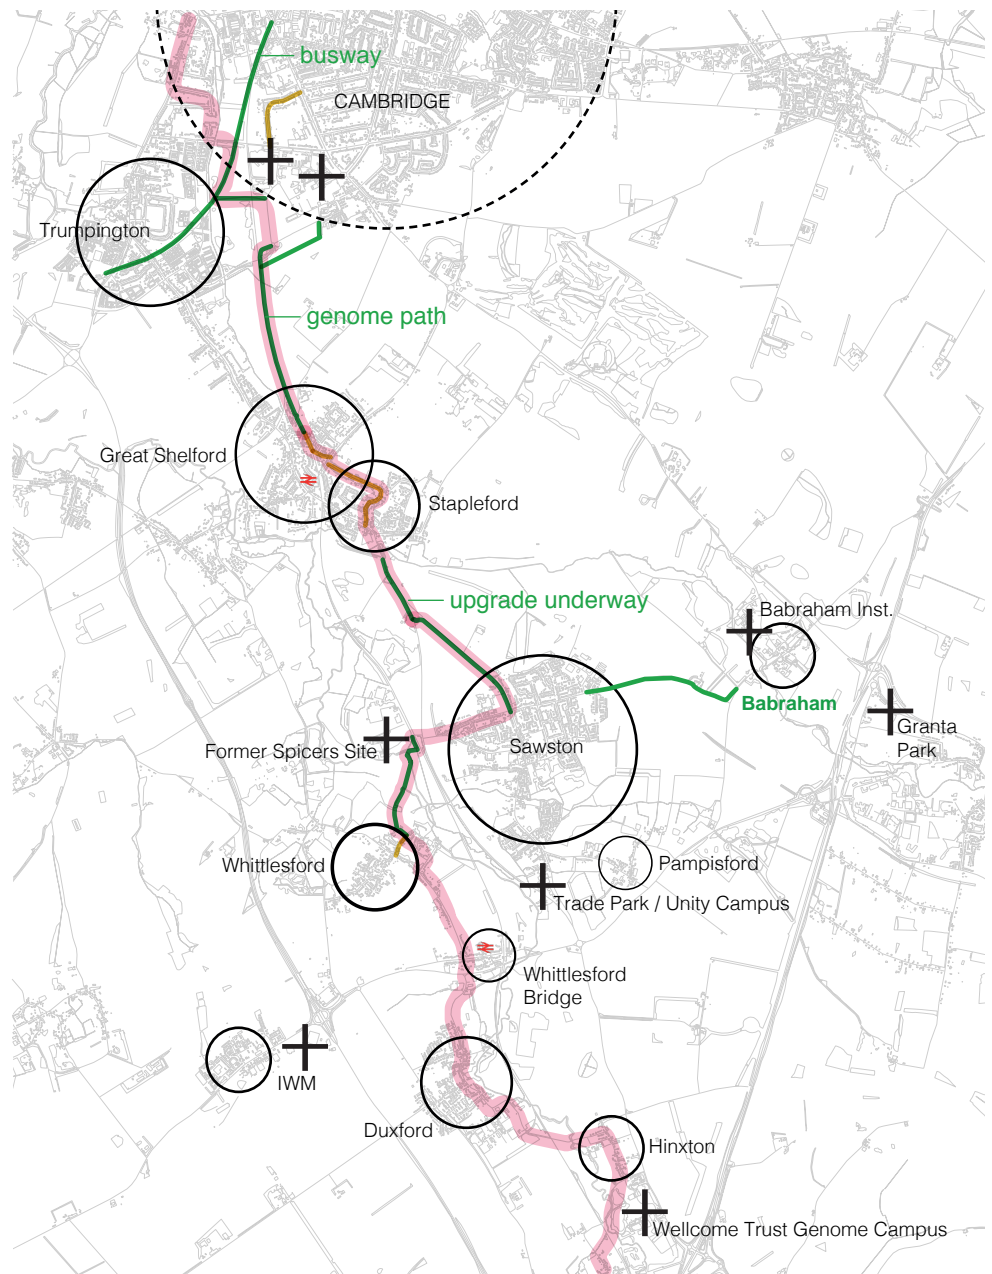 busway
CAMBRIDGE
Trumpington
genome path
Great Shelford
Stapleford
upgrade underway
Babraham Inst.
Babraham
Granta
Park
Sawston
Former Spicers Site
Whittlesford
Pampisford
Trade Park / Unity Campus
Whittlesford
Bridge
IWM
Duxford
Hinxton
Wellcome Trust Genome Campus